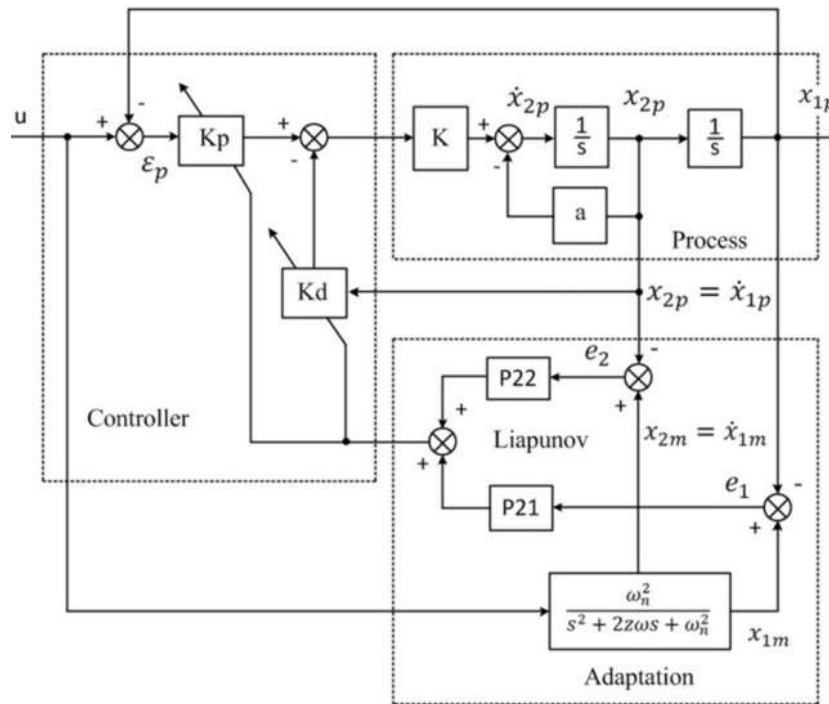 u
+
-
εₚ
Kp
+
-
Kd
Controller
K
+
-
ẋ₂ₚ
1/s
x₂ₚ
1/s
x₁ₚ
a
Process
x₂ₚ = ẋ₁ₚ
-
e₂
+
P22
+
+
Liapunov
x₂ₘ = ẋ₁ₘ
P21
e₁
-
+
ωₙ²
s² + 2zωs + ωₙ²
x₁ₘ
Adaptation